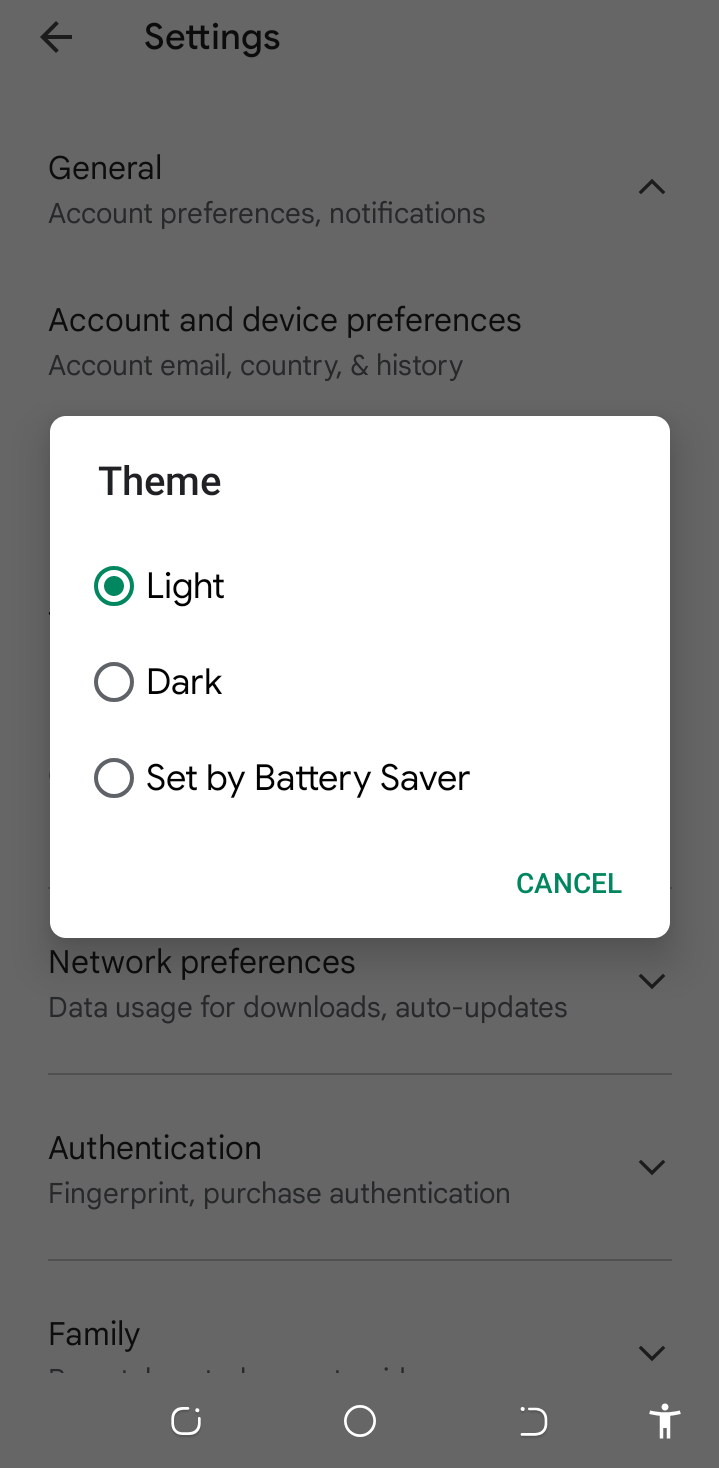 Settings
General
Account preferences, notifications
Account and device preferences
Account email, country, & history
Theme
Light
Dark
Set by Battery Saver
CANCEL
Network preferences
Data usage for downloads, auto-updates
Authentication
Fingerprint, purchase authentication
Family